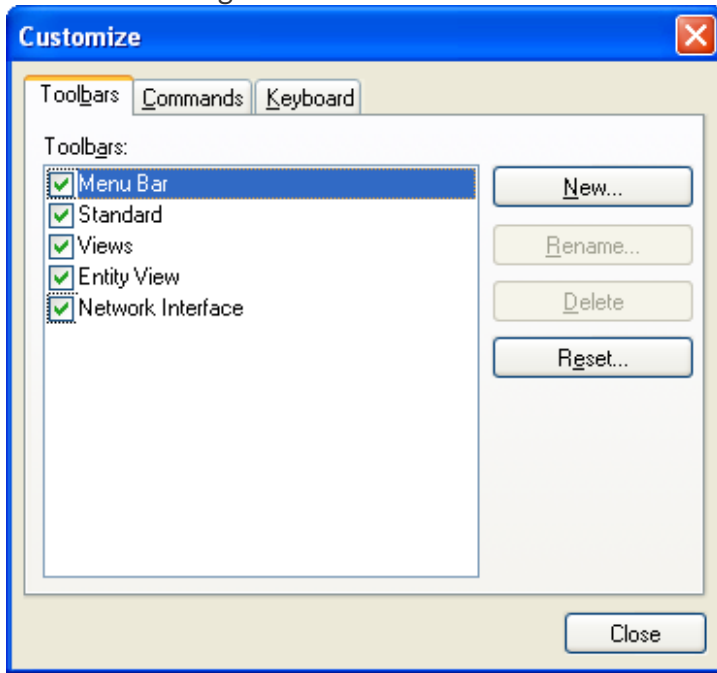 Customize
Toolbars Commands Keyboard
Toolbars:
Menu Bar
Standard
Views
Entity View
Network Interface
New...
Rename...
Delete
Reset...
Close